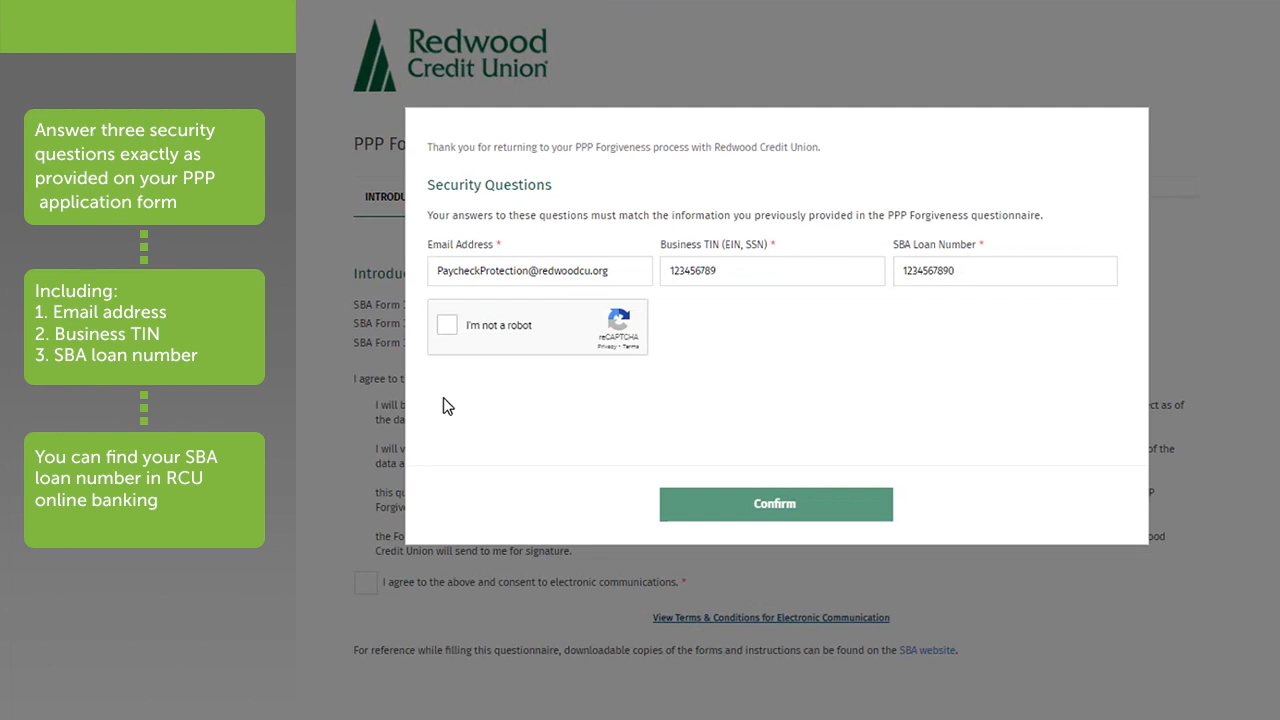 Answer three security
questions exactly as
provided on your PPP
application form
Including:
1. Email address
2. Business TIN
3. SBA loan number
You can find your SBA
loan number in RCU
online banking
Redwood
Credit Union
PPP Fo
INTRODU
Thank you for returning to your PPP Forgiveness process with Redwood Credit Union.
Security Questions
Your answers to these questions must match the information you previously provided in the PPP Forgiveness questionnaire.
Email Address * Business TIN (EIN, SSN) * SBA Loan Number *
PaycheckProtection@redwoodcu.org 123456789 1234567890
I'm not a robot
reCAPTCHA
Privacy • Terms
Confirm
Introduc
SBA Form
SBA Form
SBA Form
I agree to t
I will b ect as of
the da
I will v of the
data a
this qu P
Forgiv
the Fo ood
Credit Union will send to me for signature.
I agree to the above and consent to electronic communications. *
View Terms & Conditions for Electronic Communication
For reference while filling this questionnaire, downloadable copies of the forms and instructions can be found on the SBA website.